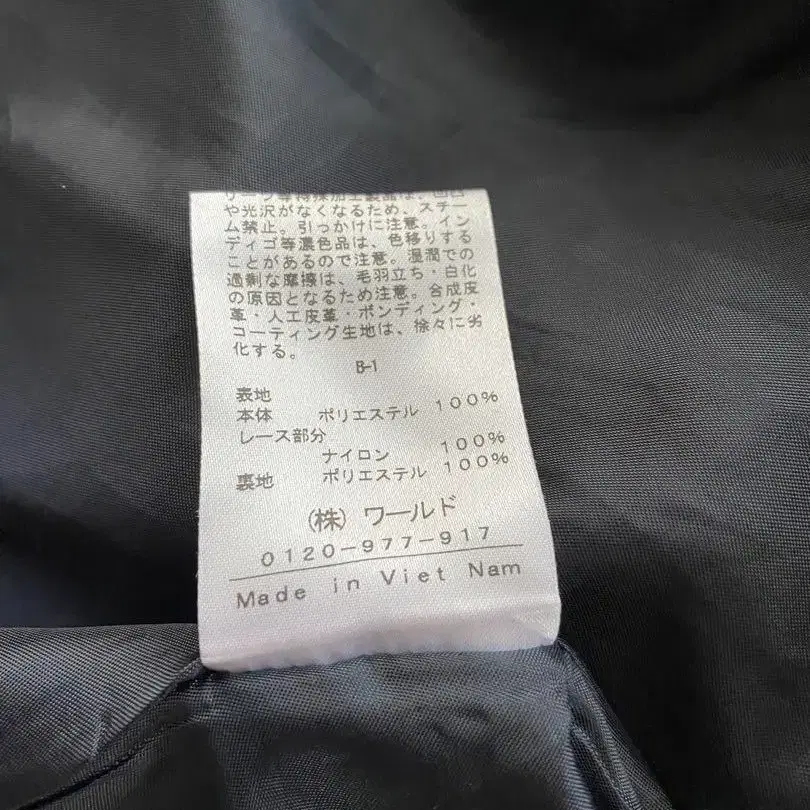 や光沢がなくなるため、スチー
ム禁止。引っかけに注意。イン
ディゴ等濃色品は、色移りする
ことがあるので注意。湿潤での
過剰な摩擦は、毛羽立ち・白化
の原因となるため注意。合成皮
革・人工皮革・ボンディング・
コーティング生地は、徐々に劣
化する。
B-1
表地
本体 ポリエステル 100%
レース部分
ナイロン 100%
裏地 ポリエステル 100%
(株) ワールド
0120-977-917
Made in Viet Nam